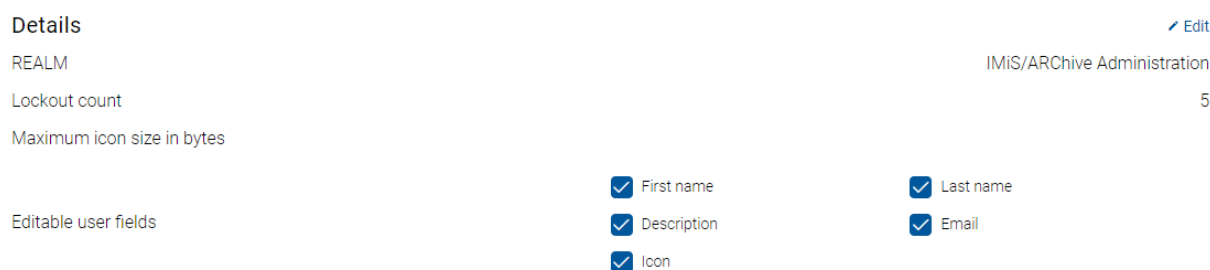 Details
Edit
REALM IMiS/ARChive Administration
Lockout count 5
Maximum icon size in bytes
First name Last name
Editable user fields Description Email
Icon